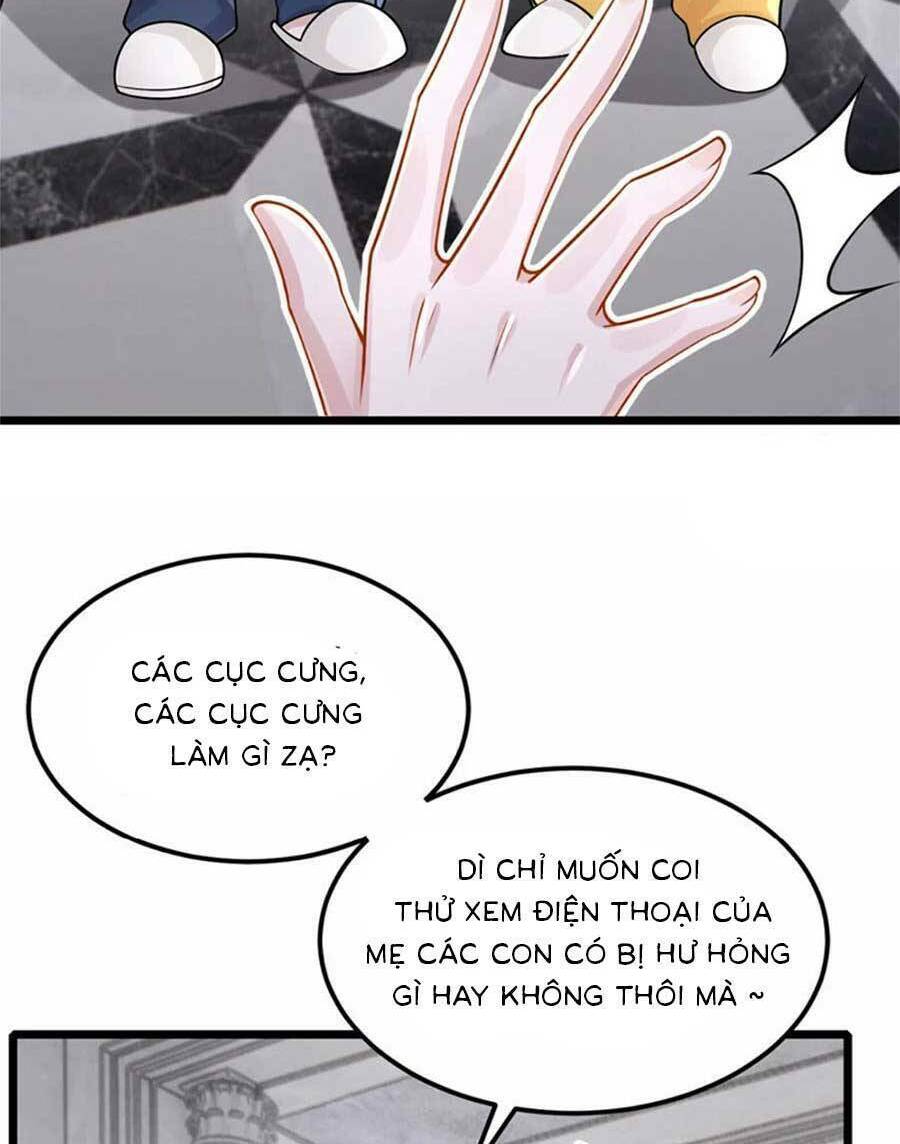 CÁC CỤC CƯNG,
CÁC CỤC CƯNG
LÀM GÌ ZẠ?
DÌ CHỈ MUỐN COI
THỬ XEM ĐIỆN THOẠI CỦA
MẸ CÁC CON CÓ BỊ HƯ HỎNG
GÌ HAY KHÔNG THÔI MÀ ~